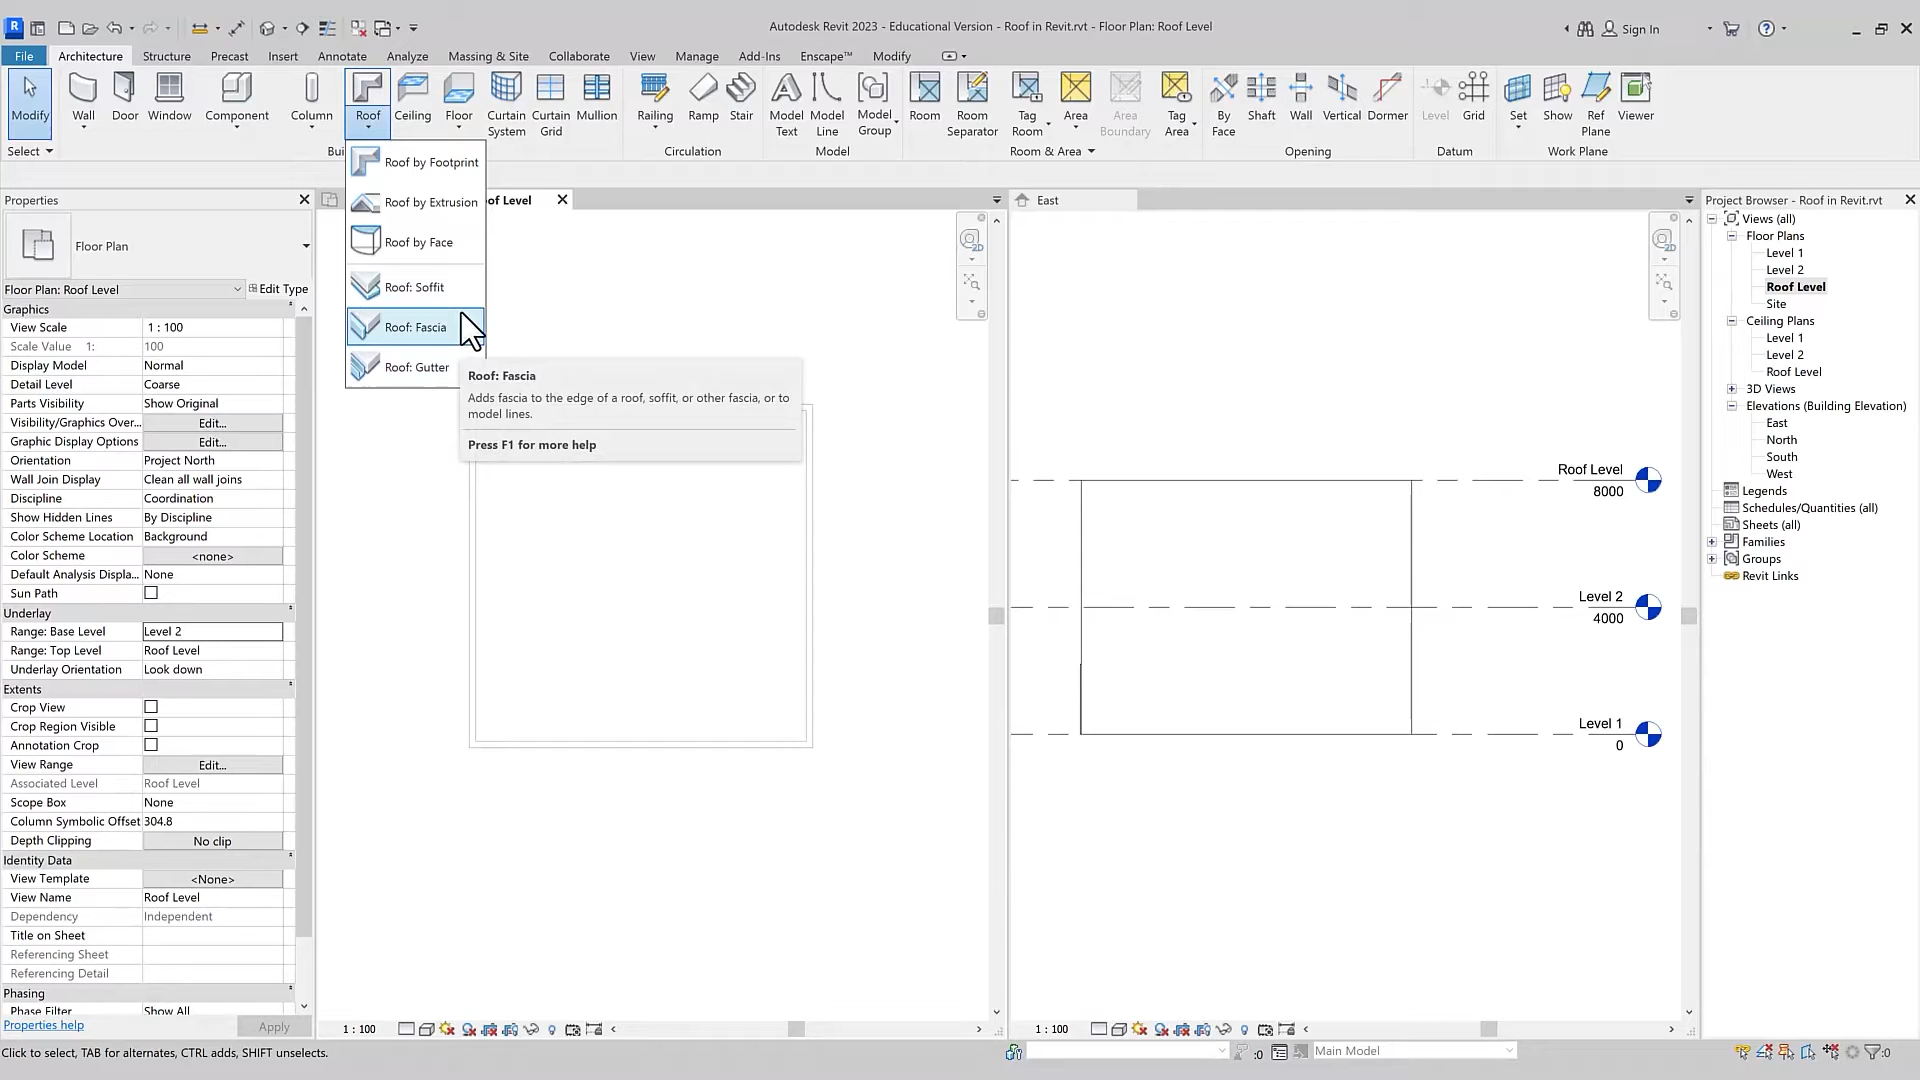 Autodesk Revit 2023 - Educational Version - Roof in Revit.rvt - Floor Plan: Roof Level
Sign In
File Architecture Structure Precast Insert Annotate Analyze Massing & Site Collaborate View Manage Add-Ins Enscape™ Modify
Modify
Wall
Door
Window
Component
Column
Roof
Ceiling
Floor
Curtain
System
Curtain
Grid
Mullion
Railing
Ramp
Stair
Model
Text
Model
Line
Model
Group
Room
Room
Separator
Tag
Room
Area
Area
Boundary
Tag
Area
By
Face
Shaft
Wall
Vertical
Dormer
Level
Grid
Set
Show
Ref
Plane
Viewer
Select
Bui
Circulation
Model
Room & Area
Opening
Datum
Work Plane
Roof by Footprint
Roof by Extrusion
Roof by Face
Roof: Soffit
Roof: Fascia
Roof: Gutter
Roof: Fascia
Adds fascia to the edge of a roof, soffit, or other fascia, or to
model lines.
Press F1 for more help
Properties
Floor Plan
Floor Plan: Roof Level
Edit Type
Graphics
View Scale 1 : 100
Scale Value 1: 100
Display Model Normal
Detail Level Coarse
Parts Visibility Show Original
Visibility/Graphics Over... Edit...
Graphic Display Options Edit...
Orientation Project North
Wall Join Display Clean all wall joins
Discipline Coordination
Show Hidden Lines By Discipline
Color Scheme Location Background
Color Scheme <none>
Default Analysis Displa... None
Sun Path
Underlay
Range: Base Level Level 2
Range: Top Level Roof Level
Underlay Orientation Look down
Extents
Crop View
Crop Region Visible
Annotation Crop
View Range Edit...
Associated Level Roof Level
Scope Box None
Column Symbolic Offset 304.8
Depth Clipping No clip
Identity Data
View Template <None>
View Name Roof Level
Dependency Independent
Title on Sheet
Referencing Sheet
Referencing Detail
Phasing
Phase Filter Show All
Properties help
Apply
of Level
2D
1 : 100
East
2D
Roof Level
8000
Level 2
4000
Level 1
0
1 : 100
Project Browser - Roof in Revit.rvt
Views (all)
Floor Plans
Level 1
Level 2
Roof Level
Site
Ceiling Plans
Level 1
Level 2
Roof Level
3D Views
Elevations (Building Elevation)
East
North
South
West
Legends
Schedules/Quantities (all)
Sheets (all)
Families
Groups
Revit Links
Click to select, TAB for alternates, CTRL adds, SHIFT unselects.
:0
Main Model
:0